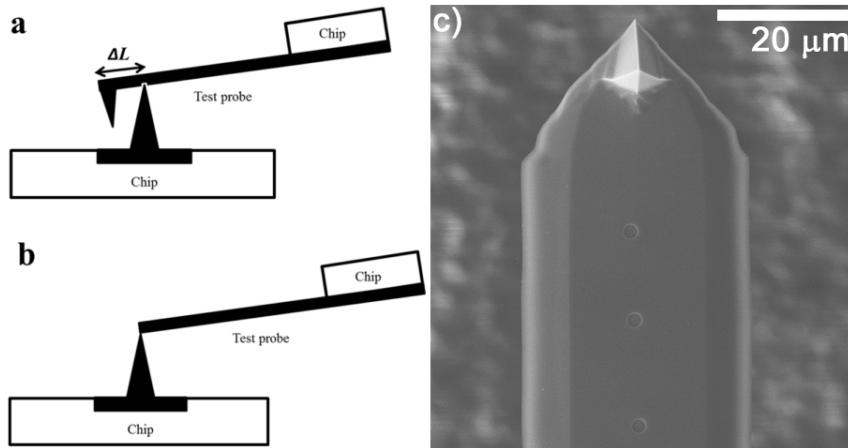 a
Chip
ΔL
Test probe
Chip
b
Chip
Test probe
Chip
c)
20 μm